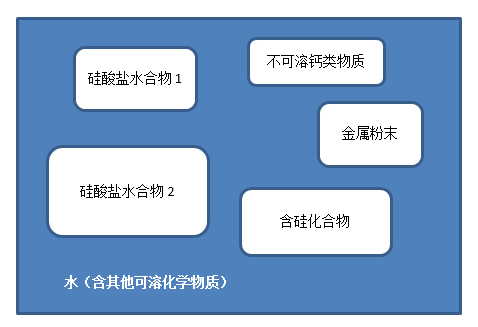 不可溶钙类物质
硅酸盐水合物 1
金属粉末
硅酸盐水合物 2
含硅化合物
水（含其他可溶化学物质）